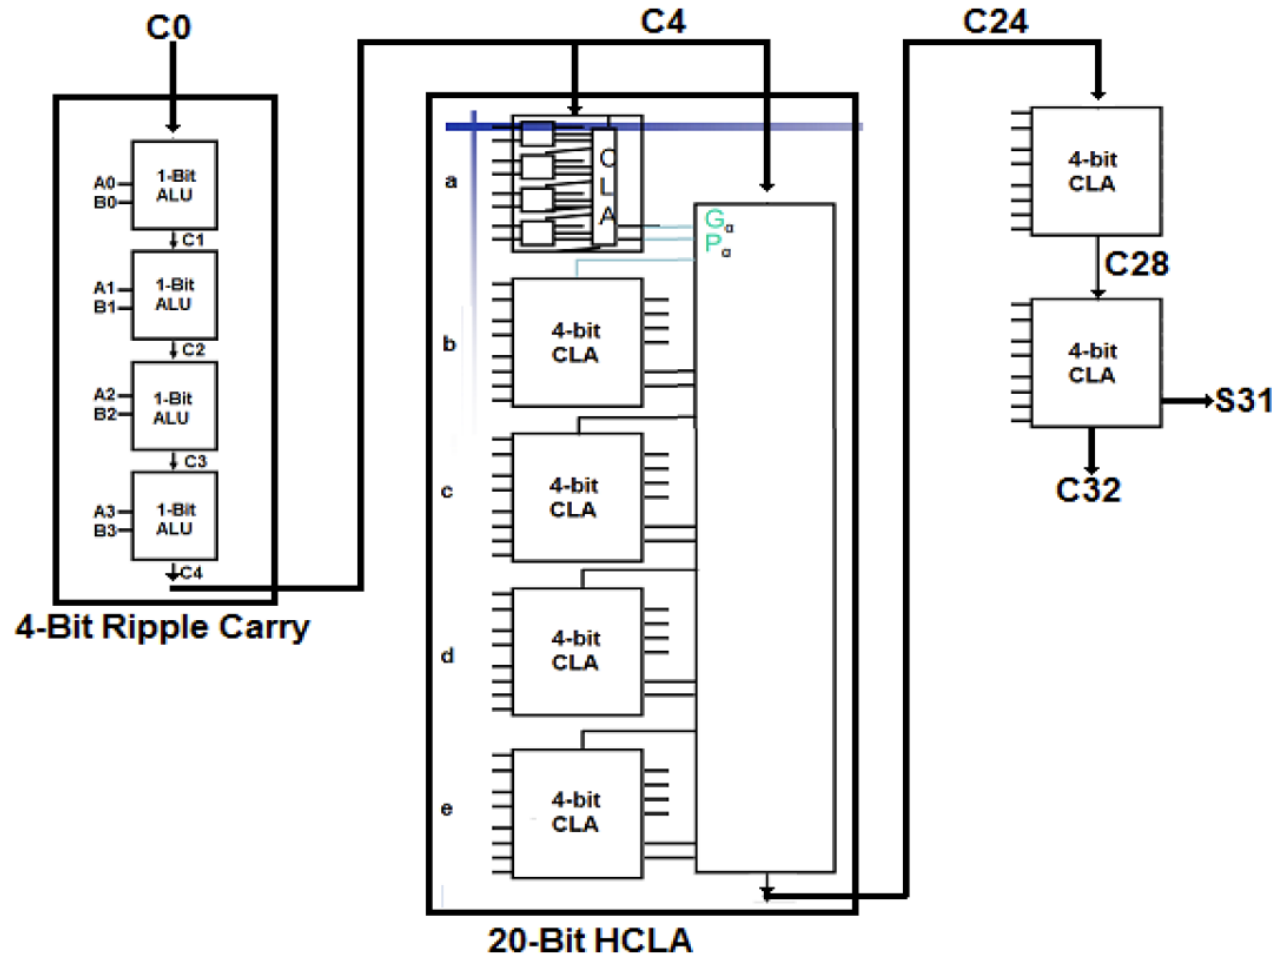 C0
1-Bit
ALU
A0
B0
C1
1-Bit
ALU
A1
B1
C2
1-Bit
ALU
A2
B2
C3
1-Bit
ALU
A3
B3
C4
4-Bit Ripple Carry
C4
a
C
L
A
Gα
Pα
b
4-bit
CLA
c
4-bit
CLA
d
4-bit
CLA
e
4-bit
CLA
20-Bit HCLA
C24
4-bit
CLA
C28
4-bit
CLA
S31
C32